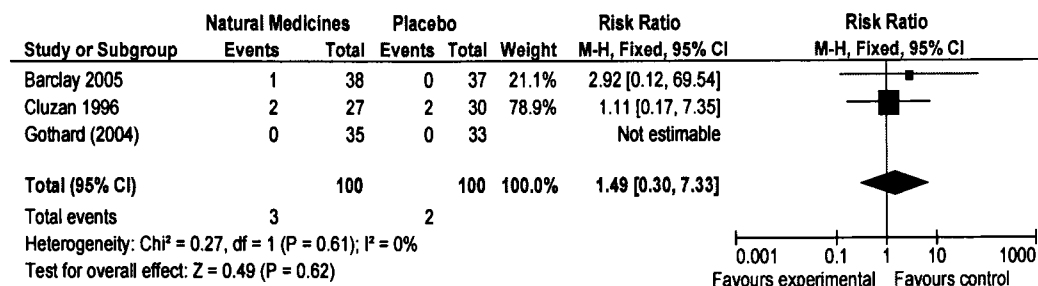 Natural Medicines Placebo Risk Ratio Risk Ratio
Study or Subgroup Events Total Events Total Weight M-H, Fixed, 95% CI M-H, Fixed, 95% CI
Barclay 2005 1 38 0 37 21.1% 2.92 [0.12, 69.54]
Cluzan 1996 2 27 2 30 78.9% 1.11 [0.17, 7.35]
Gothard (2004) 0 35 0 33 Not estimable
Total (95% CI) 100 100 100.0% 1.49 [0.30, 7.33]
Total events 3 2
Heterogeneity: Chi² = 0.27, df = 1 (P = 0.61); I² = 0%
Test for overall effect: Z = 0.49 (P = 0.62)
0.001 0.1 1 10 1000
Favours experimental Favours control